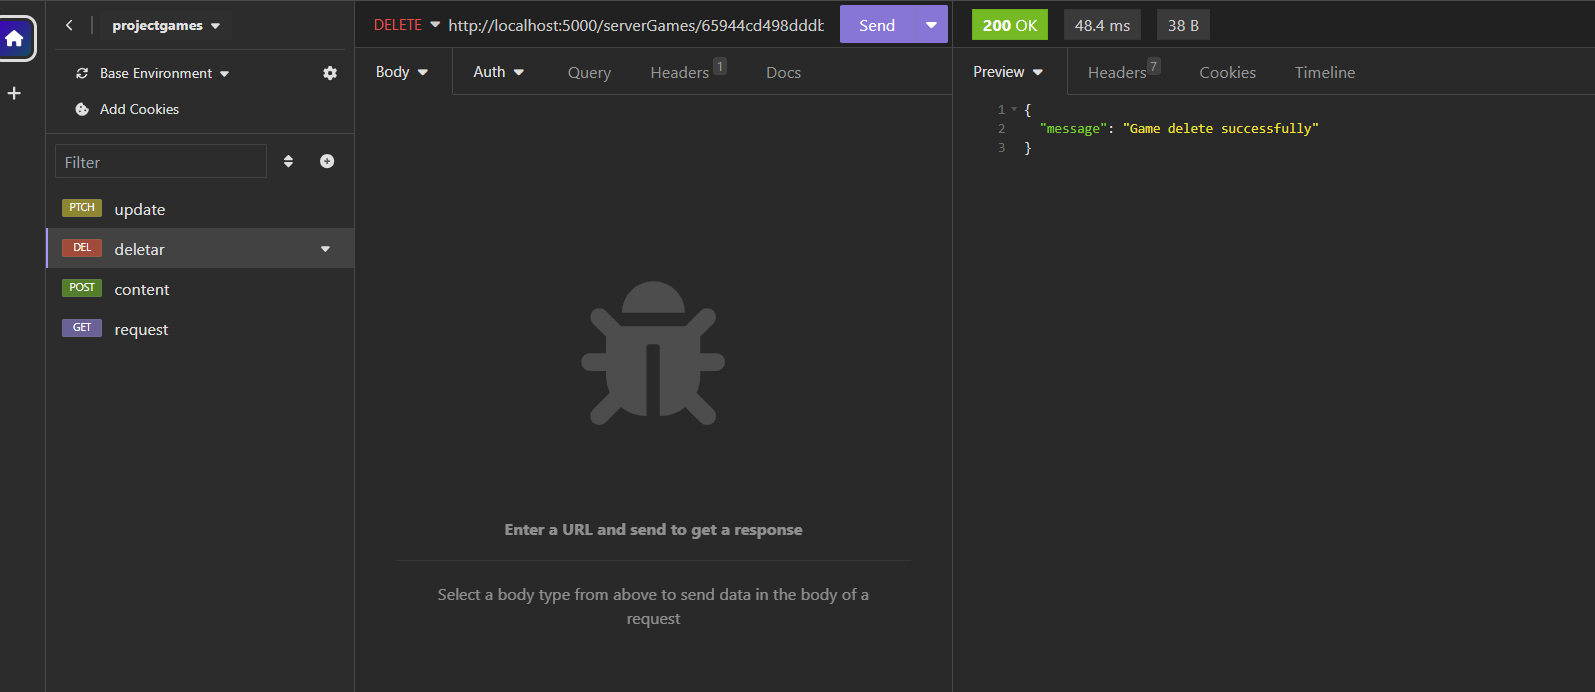 projectgames
Base Environment
Add Cookies
Filter
PTCH update
DEL deletar
POST content
GET request
DELETE http://localhost:5000/serverGames/65944cd498dddb Send
Body Auth Query Headers 1 Docs
Enter a URL and send to get a response
Select a body type from above to send data in the body of a
request
200 OK 48.4 ms 38 B
Preview Headers 7 Cookies Timeline
1 {
2 "message": "Game delete successfully"
3 }